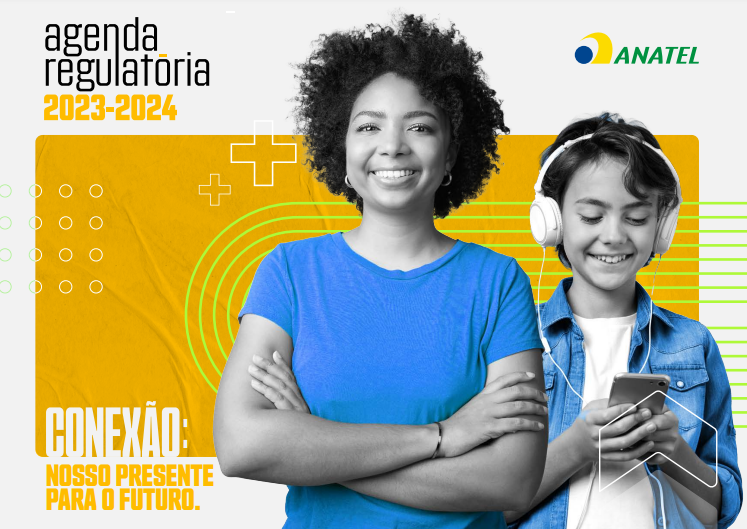 agenda
regulatória
2023-2024
ANATEL
CONEXÃO:
NOSSO PRESENTE
PARA O FUTURO.